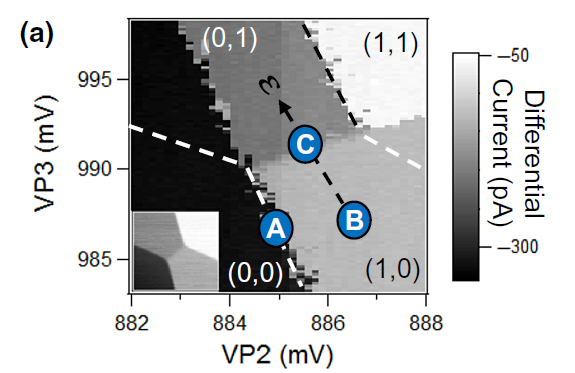 (a)
(0,1)
(1,1)
ε
C
A
B
(0,0)
(1,0)
995
990
985
VP3 (mV)
882
884
886
888
VP2 (mV)
–50
–300
Differential
Current (pA)